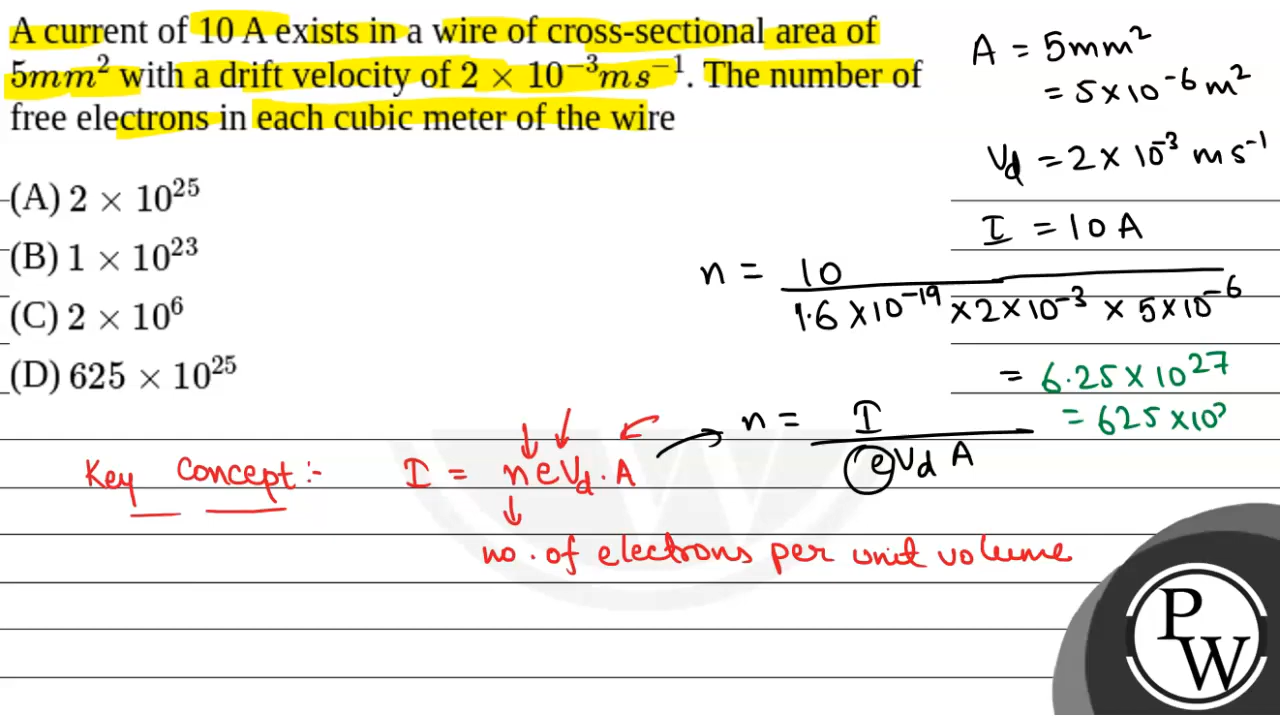 A current of 10 A exists in a wire of cross-sectional area of
5mm² with a drift velocity of 2 × 10⁻³ms⁻¹. The number of
free electrons in each cubic meter of the wire
(A) 2 × 10²⁵
(B) 1 × 10²³
(C) 2 × 10⁶
(D) 625 × 10²⁵
A = 5mm²
= 5×10⁻⁶m²
Vd = 2 × 10⁻³ ms⁻¹
I = 10 A
n = 10
1.6 × 10⁻¹⁹ × 2 × 10⁻³ × 5×10⁻⁶
= 6.25 × 10²⁷
= 625 ×10
n = I
eVd A
Key Concept :- I = neVd · A
no. of electrons per unit volume
P
W